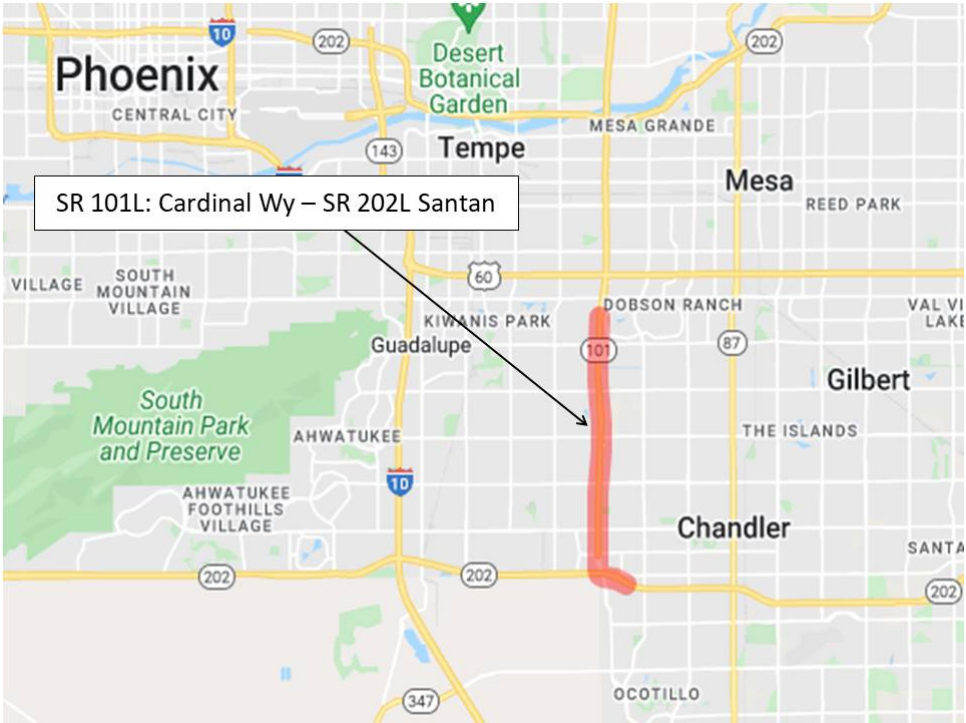 10
202
202
Phoenix
Desert
Botanical
Garden
CENTRAL CITY
MESA GRANDE
143
Tempe
Mesa
SR 101L: Cardinal Wy – SR 202L Santan
REED PARK
60
VILLAGE
SOUTH
MOUNTAIN
VILLAGE
DOBSON RANCH
VAL VI
LAKE
KIWANIS PARK
Guadalupe
101
87
Gilbert
South
Mountain Park
and Preserve
AHWATUKEE
THE ISLANDS
10
AHWATUKEE
FOOTHILLS
VILLAGE
Chandler
SANTA
202
202
202
OCOTILLO
347